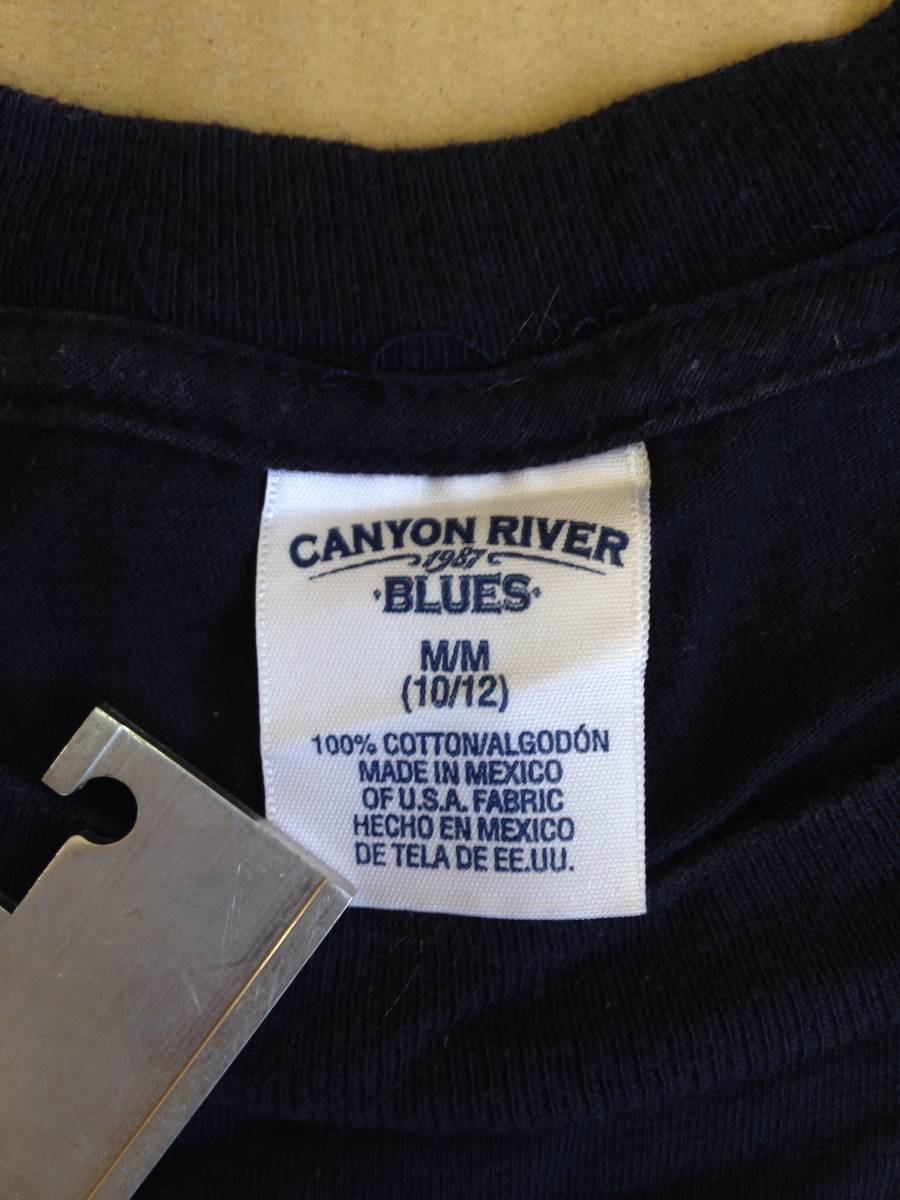 CANYON RIVER
1987
BLUES
M/M
(10/12)
100% COTTON/ALGODÓN
MADE IN MEXICO
OF U.S.A. FABRIC
HECHO EN MEXICO
DE TELA DE EE.UU.